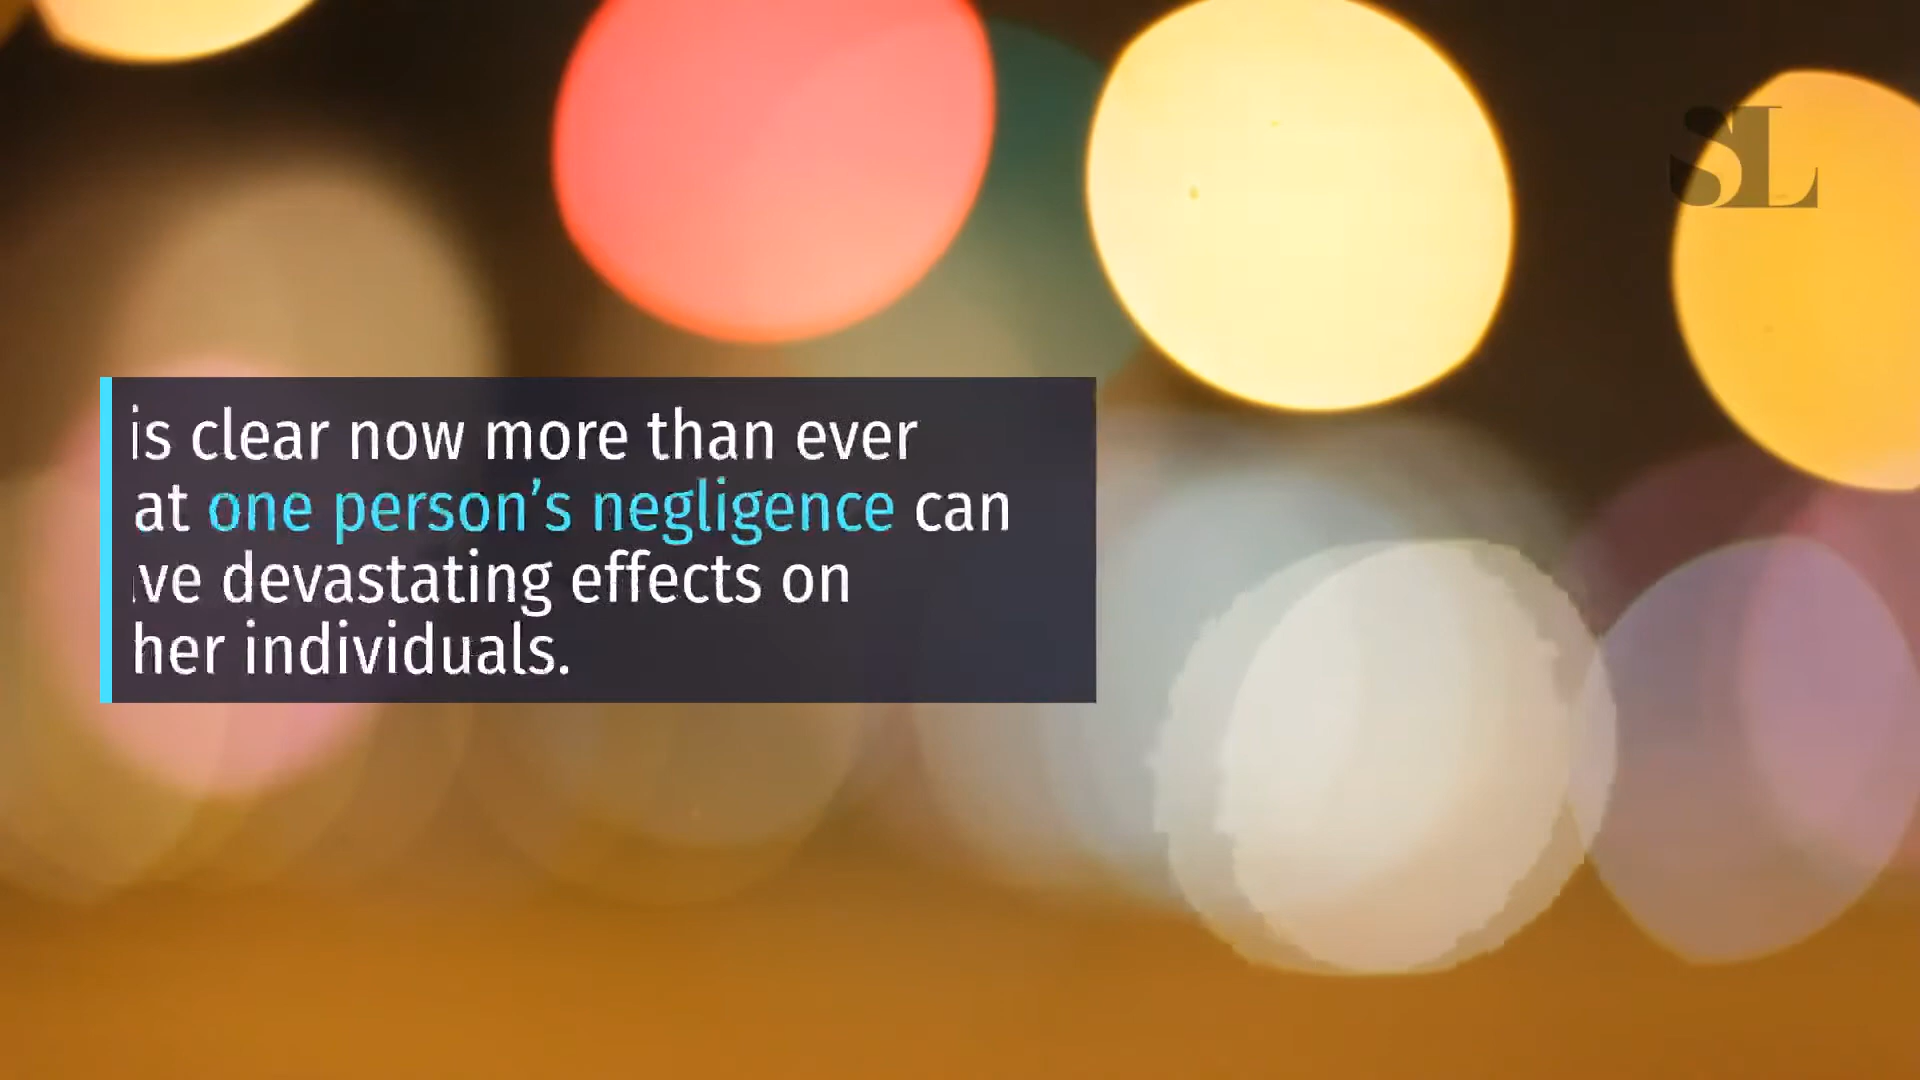 SL
is clear now more than ever
at one person’s negligence can
ve devastating effects on
her individuals.